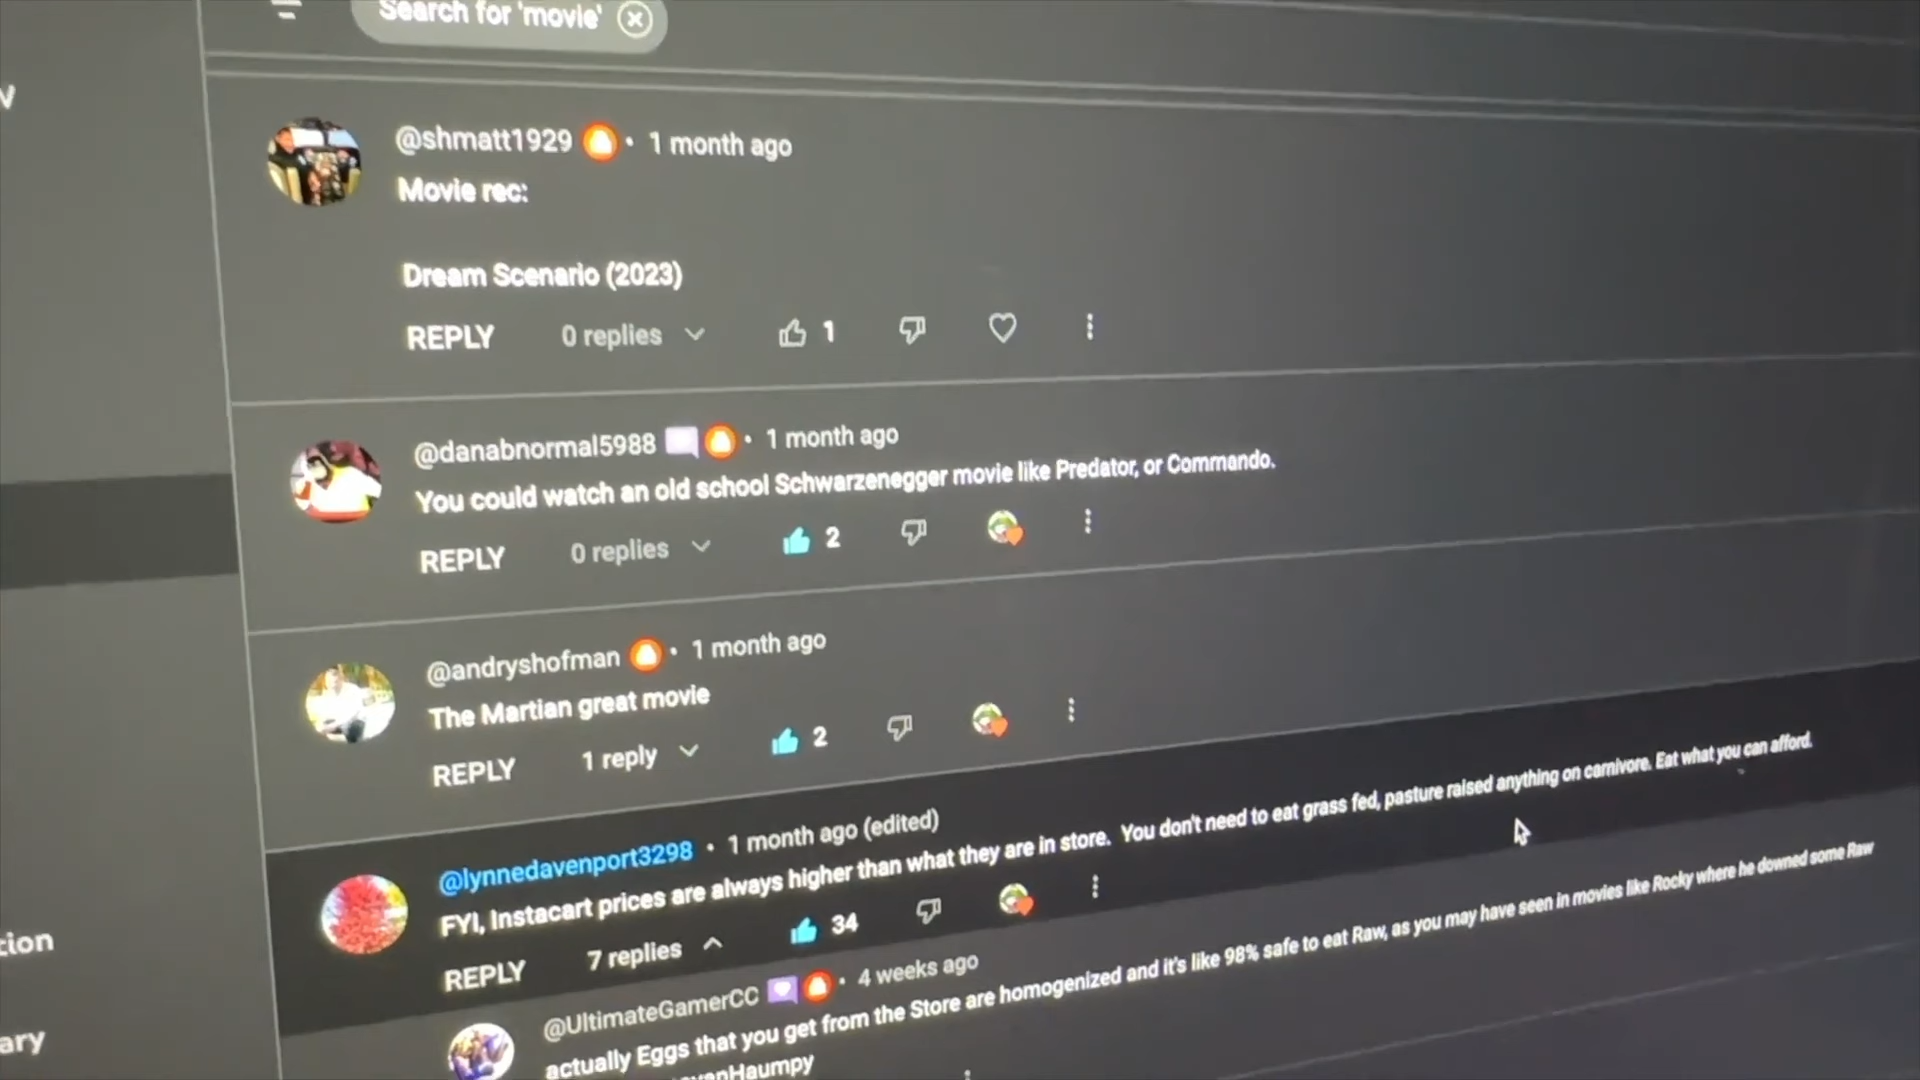 Search for 'movie'
@shmatt1929 • 1 month ago
Movie rec:
Dream Scenario (2023)
REPLY 0 replies 1
@danabnormal5988 • 1 month ago
You could watch an old school Schwarzenegger movie like Predator, or Commando.
REPLY 0 replies 2
@andryshofman • 1 month ago
The Martian great movie
REPLY 1 reply 2
@lynnedavenport3298 • 1 month ago (edited)
FYI, Instacart prices are always higher than what they are in store. You don't need to eat grass fed, pasture raised anything on carnivore. Eat what you can afford.
REPLY 7 replies 34
@UltimateGamerCC • 4 weeks ago
actually Eggs that you get from the Store are homogenized and it's like 98% safe to eat Raw, as you may have seen in movies like Rocky where he downed some Raw